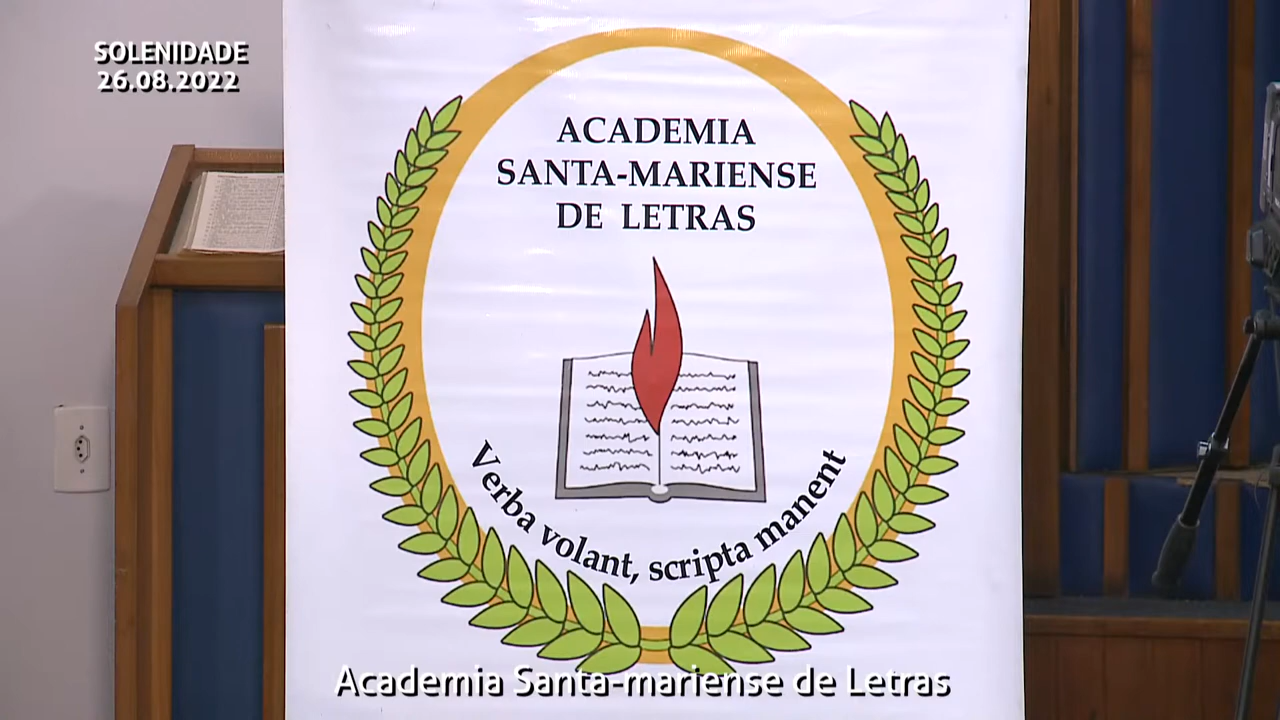 SOLENIDADE
26.08.2022
ACADEMIA
SANTA-MARIENSE
DE LETRAS
Verba volant, scripta manent
Academia Santa-mariense de Letras